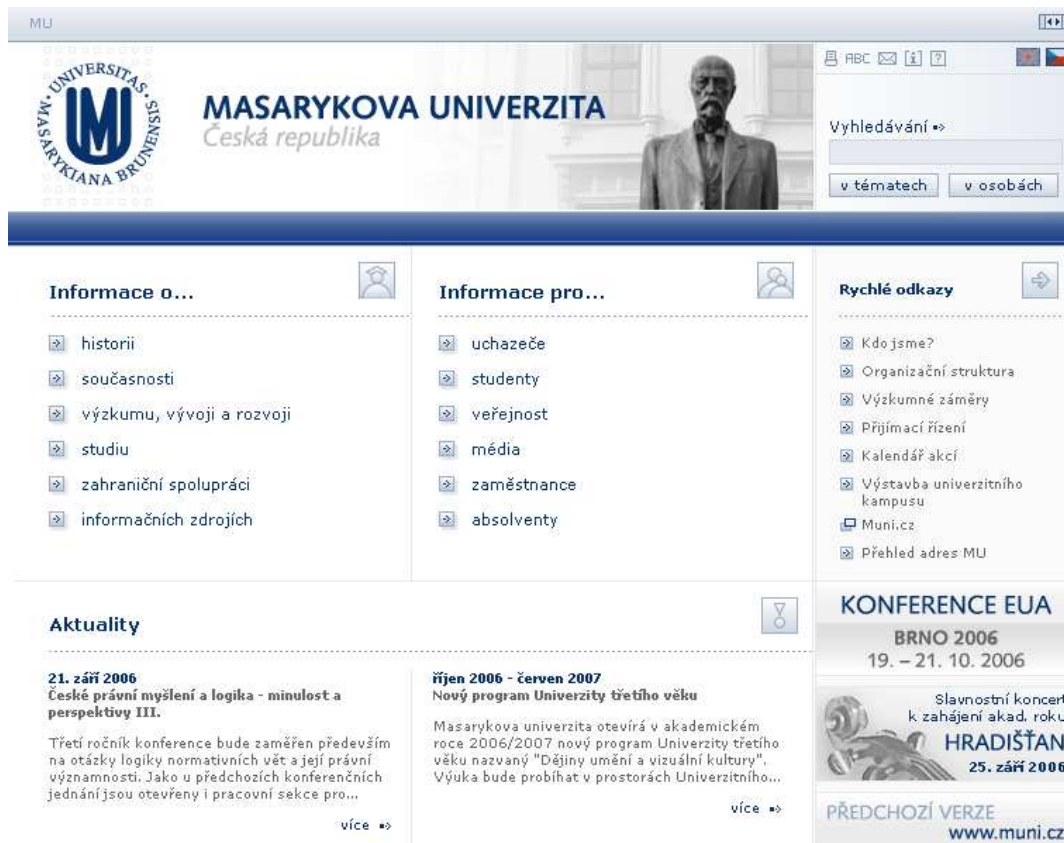 MU
UNIVERSITAS
MASARYKIANA BRUNENSIS
MASARYKOVA UNIVERZITA
Česká republika
ABC
Vyhledávání
v tématech
v osobách
Informace o...
historii
současnosti
výzkumu, vývoji a rozvoji
studiu
zahraniční spolupráci
informačních zdrojích
Informace pro...
uchazeče
studenty
veřejnost
média
zaměstnance
absolventy
Rychlé odkazy
Kdo jsme?
Organizační struktura
Výzkumné záměry
Přijímací řízení
Kalendář akcí
Výstavba univerzitního
kampusu
Muni.cz
Přehled adres MU
Aktuality
21. září 2006
České právní myšlení a logika - minulost a
perspektivy III.
Třetí ročník konference bude zaměřen především
na otázky logiky normativních vět a její právní
významnosti. Jako u předchozích konferenčních
jednání jsou otevřeny i pracovní sekce pro...
více
říjen 2006 - červen 2007
Nový program Univerzity třetího věku
Masarykova univerzita otevírá v akademickém
roce 2006/2007 nový program Univerzity třetího
věku nazvaný "Dějiny umění a vizuální kultury".
Výuka bude probíhat v prostorách Univerzitního...
více
KONFERENCE EUA
BRNO 2006
19. – 21. 10. 2006
Slavnostní koncert
k zahájení akad. roku
HRADIŠŤAN
25. září 2006
PŘEDCHOZÍ VERZE
www.muni.cz